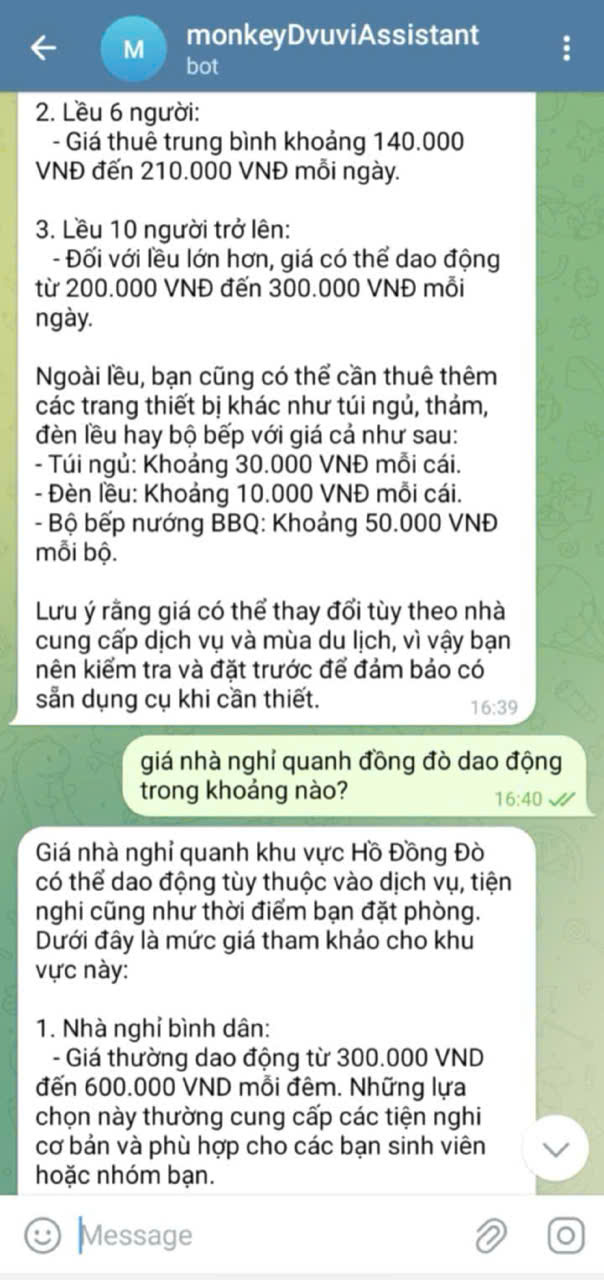 monkeyDvuviAssistant
M
bot
2. Lều 6 người:
- Giá thuê trung bình khoảng 140.000
VNĐ đến 210.000 VNĐ mỗi ngày.
3. Lều 10 người trở lên:
- Đối với lều lớn hơn, giá có thể dao động
từ 200.000 VNĐ đến 300.000 VNĐ mỗi
ngày.
Ngoài lều, bạn cũng có thể cần thuê thêm
các trang thiết bị khác như túi ngủ, thảm,
đèn lều hay bộ bếp với giá cả như sau:
- Túi ngủ: Khoảng 30.000 VNĐ mỗi cái.
- Đèn lều: Khoảng 10.000 VNĐ mỗi cái.
- Bộ bếp nướng BBQ: Khoảng 50.000 VNĐ
mỗi bộ.
Lưu ý rằng giá có thể thay đổi tùy theo nhà
cung cấp dịch vụ và mùa du lịch, vì vậy bạn
nên kiểm tra và đặt trước để đảm bảo có
sẵn dụng cụ khi cần thiết.
16:39
giá nhà nghỉ quanh đồng đò dao động
trong khoảng nào?
16:40
Giá nhà nghỉ quanh khu vực Hồ Đồng Đò
có thể dao động tùy thuộc vào dịch vụ, tiện
nghi cũng như thời điểm bạn đặt phòng.
Dưới đây là mức giá tham khảo cho khu
vực này:
1. Nhà nghỉ bình dân:
- Giá thường dao động từ 300.000 VND
đến 600.000 VND mỗi đêm. Những lựa
chọn này thường cung cấp các tiện nghi
cơ bản và phù hợp cho các bạn sinh viên
hoặc nhóm bạn.
Message